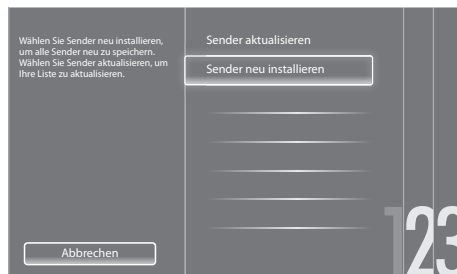 Wählen Sie Sender neu installieren,
um alle Sender neu zu speichern.
Wählen Sie Sender aktualisieren, um
Ihre Liste zu aktualisieren.
Sender aktualisieren
Sender neu installieren
Abbrechen
123